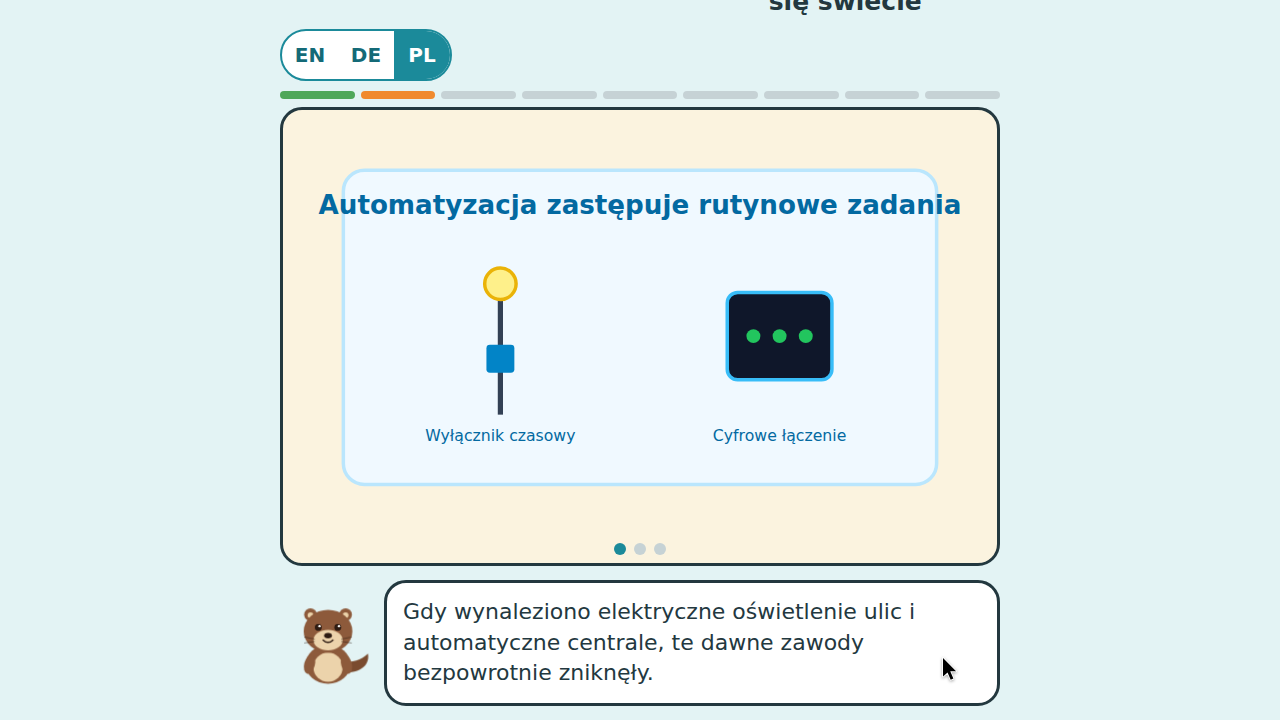 się świecie
EN DE PL
Automatyzacja zastępuje rutynowe zadania
Wyłącznik czasowy
Cyfrowe łączenie
Gdy wynaleziono elektryczne oświetlenie ulic i
automatyczne centrale, te dawne zawody
bezpowrotnie zniknęły.